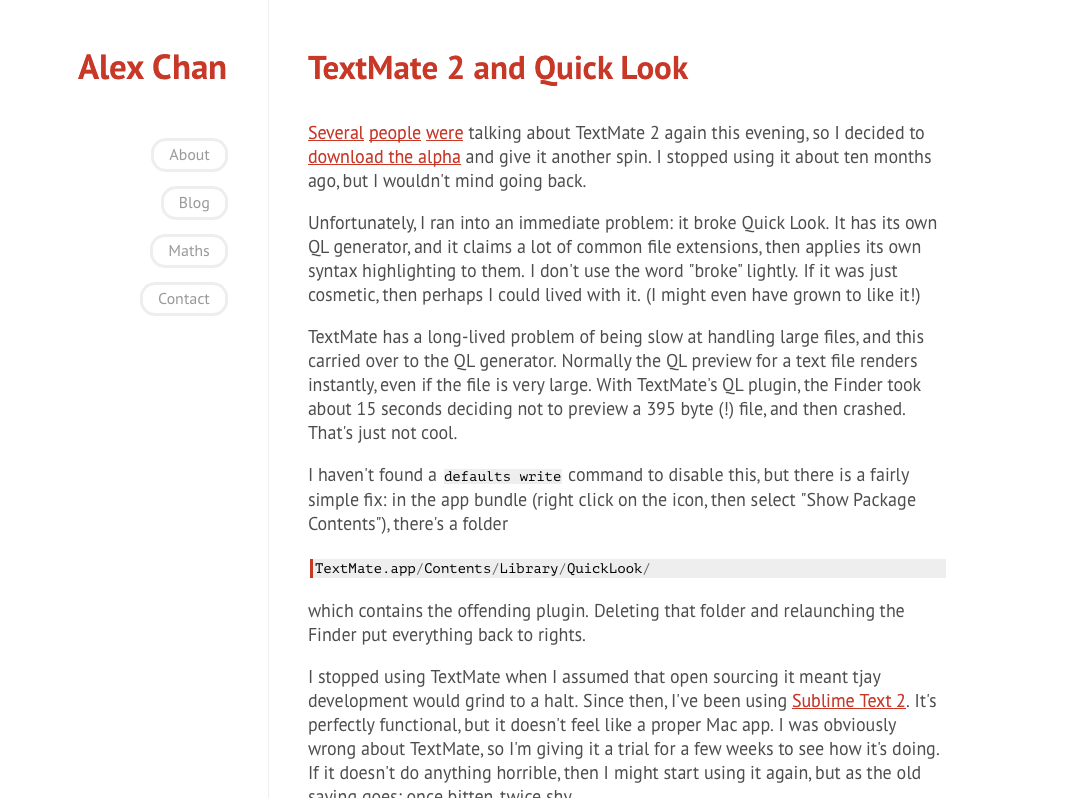 Alex Chan
About
Blog
Maths
Contact
TextMate 2 and Quick Look
Several people were talking about TextMate 2 again this evening, so I decided to
download the alpha and give it another spin. I stopped using it about ten months
ago, but I wouldn't mind going back.
Unfortunately, I ran into an immediate problem: it broke Quick Look. It has its own
QL generator, and it claims a lot of common file extensions, then applies its own
syntax highlighting to them. I don't use the word "broke" lightly. If it was just
cosmetic, then perhaps I could lived with it. (I might even have grown to like it!)
TextMate has a long-lived problem of being slow at handling large files, and this
carried over to the QL generator. Normally the QL preview for a text file renders
instantly, even if the file is very large. With TextMate's QL plugin, the Finder took
about 15 seconds deciding not to preview a 395 byte (!) file, and then crashed.
That's just not cool.
I haven't found a defaults write command to disable this, but there is a fairly
simple fix: in the app bundle (right click on the icon, then select "Show Package
Contents"), there's a folder
TextMate.app/Contents/Library/QuickLook/
which contains the offending plugin. Deleting that folder and relaunching the
Finder put everything back to rights.
I stopped using TextMate when I assumed that open sourcing it meant tjay
development would grind to a halt. Since then, I've been using Sublime Text 2. It's
perfectly functional, but it doesn't feel like a proper Mac app. I was obviously
wrong about TextMate, so I'm giving it a trial for a few weeks to see how it's doing.
If it doesn't do anything horrible, then I might start using it again, but as the old
saying goes: once bitten, twice shy.